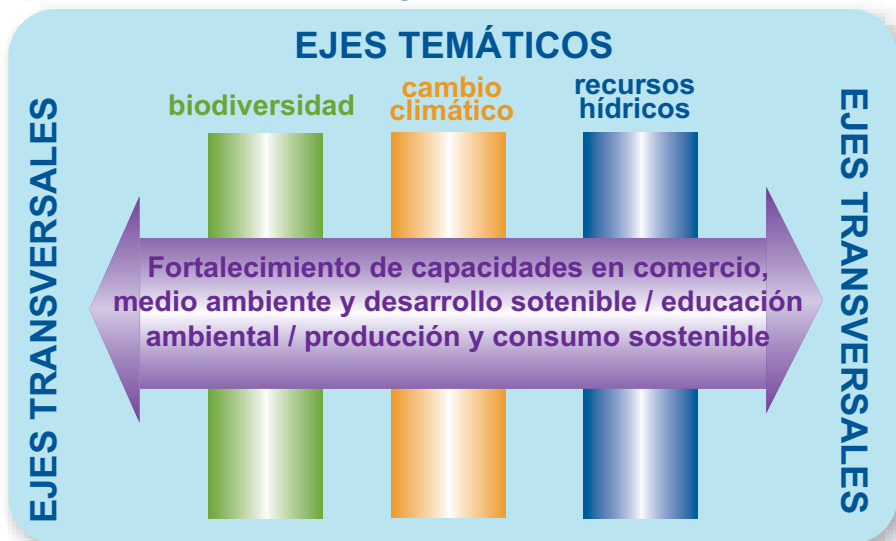 EJES TEMÁTICOS
biodiversidad
cambio
climático
recursos
hídricos
EJES TRANSVERSALES
Fortalecimiento de capacidades en comercio,
medio ambiente y desarrollo sotenible / educación
ambiental / producción y consumo sostenible
EJES TRANSVERSALES